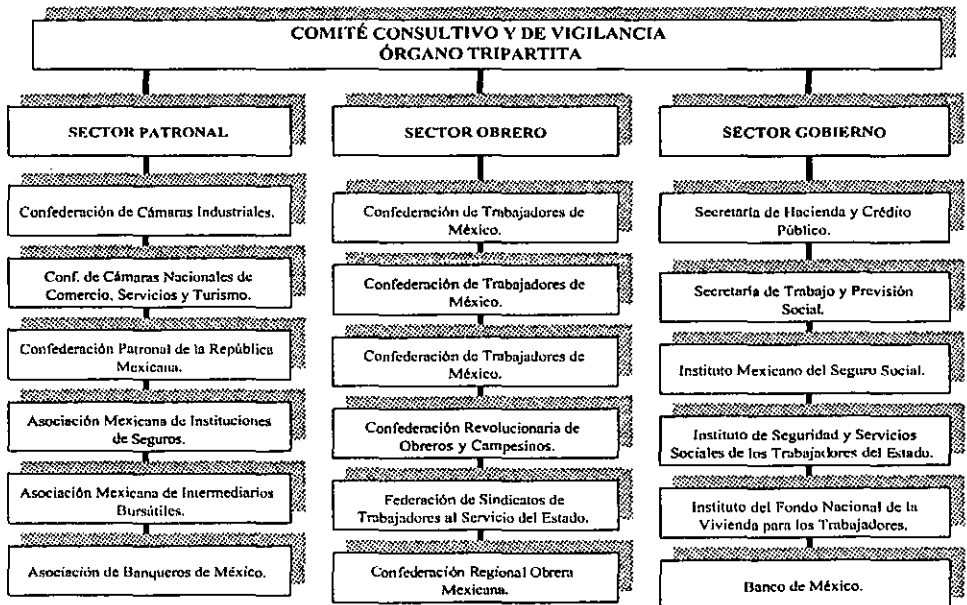 COMITÉ CONSULTIVO Y DE VIGILANCIA
ÓRGANO TRIPARTITA
SECTOR PATRONAL
Confederación de Cámaras Industriales.
Conf. de Cámaras Nacionales de
Comercio, Servicios y Turismo.
Confederación Patronal de la República
Mexicana.
Asociación Mexicana de Instituciones
de Seguros.
Asociación Mexicana de Intermediarios
Bursátiles.
Asociación de Banqueros de México.
SECTOR OBRERO
Confederación de Trabajadores de
México.
Confederación de Trabajadores de
México.
Confederación de Trabajadores de
México.
Confederación Revolucionaria de
Obreros y Campesinos.
Federación de Sindicatos de
Trabajadores al Servicio del Estado.
Confederación Regional Obrera
Mexicana.
SECTOR GOBIERNO
Secretaría de Hacienda y Crédito
Público.
Secretaría de Trabajo y Previsión
Social.
Instituto Mexicano del Seguro Social.
Instituto de Seguridad y Servicios
Sociales de los Trabajadores del Estado.
Instituto del Fondo Nacional de la
Vivienda para los Trabajadores.
Banco de México.